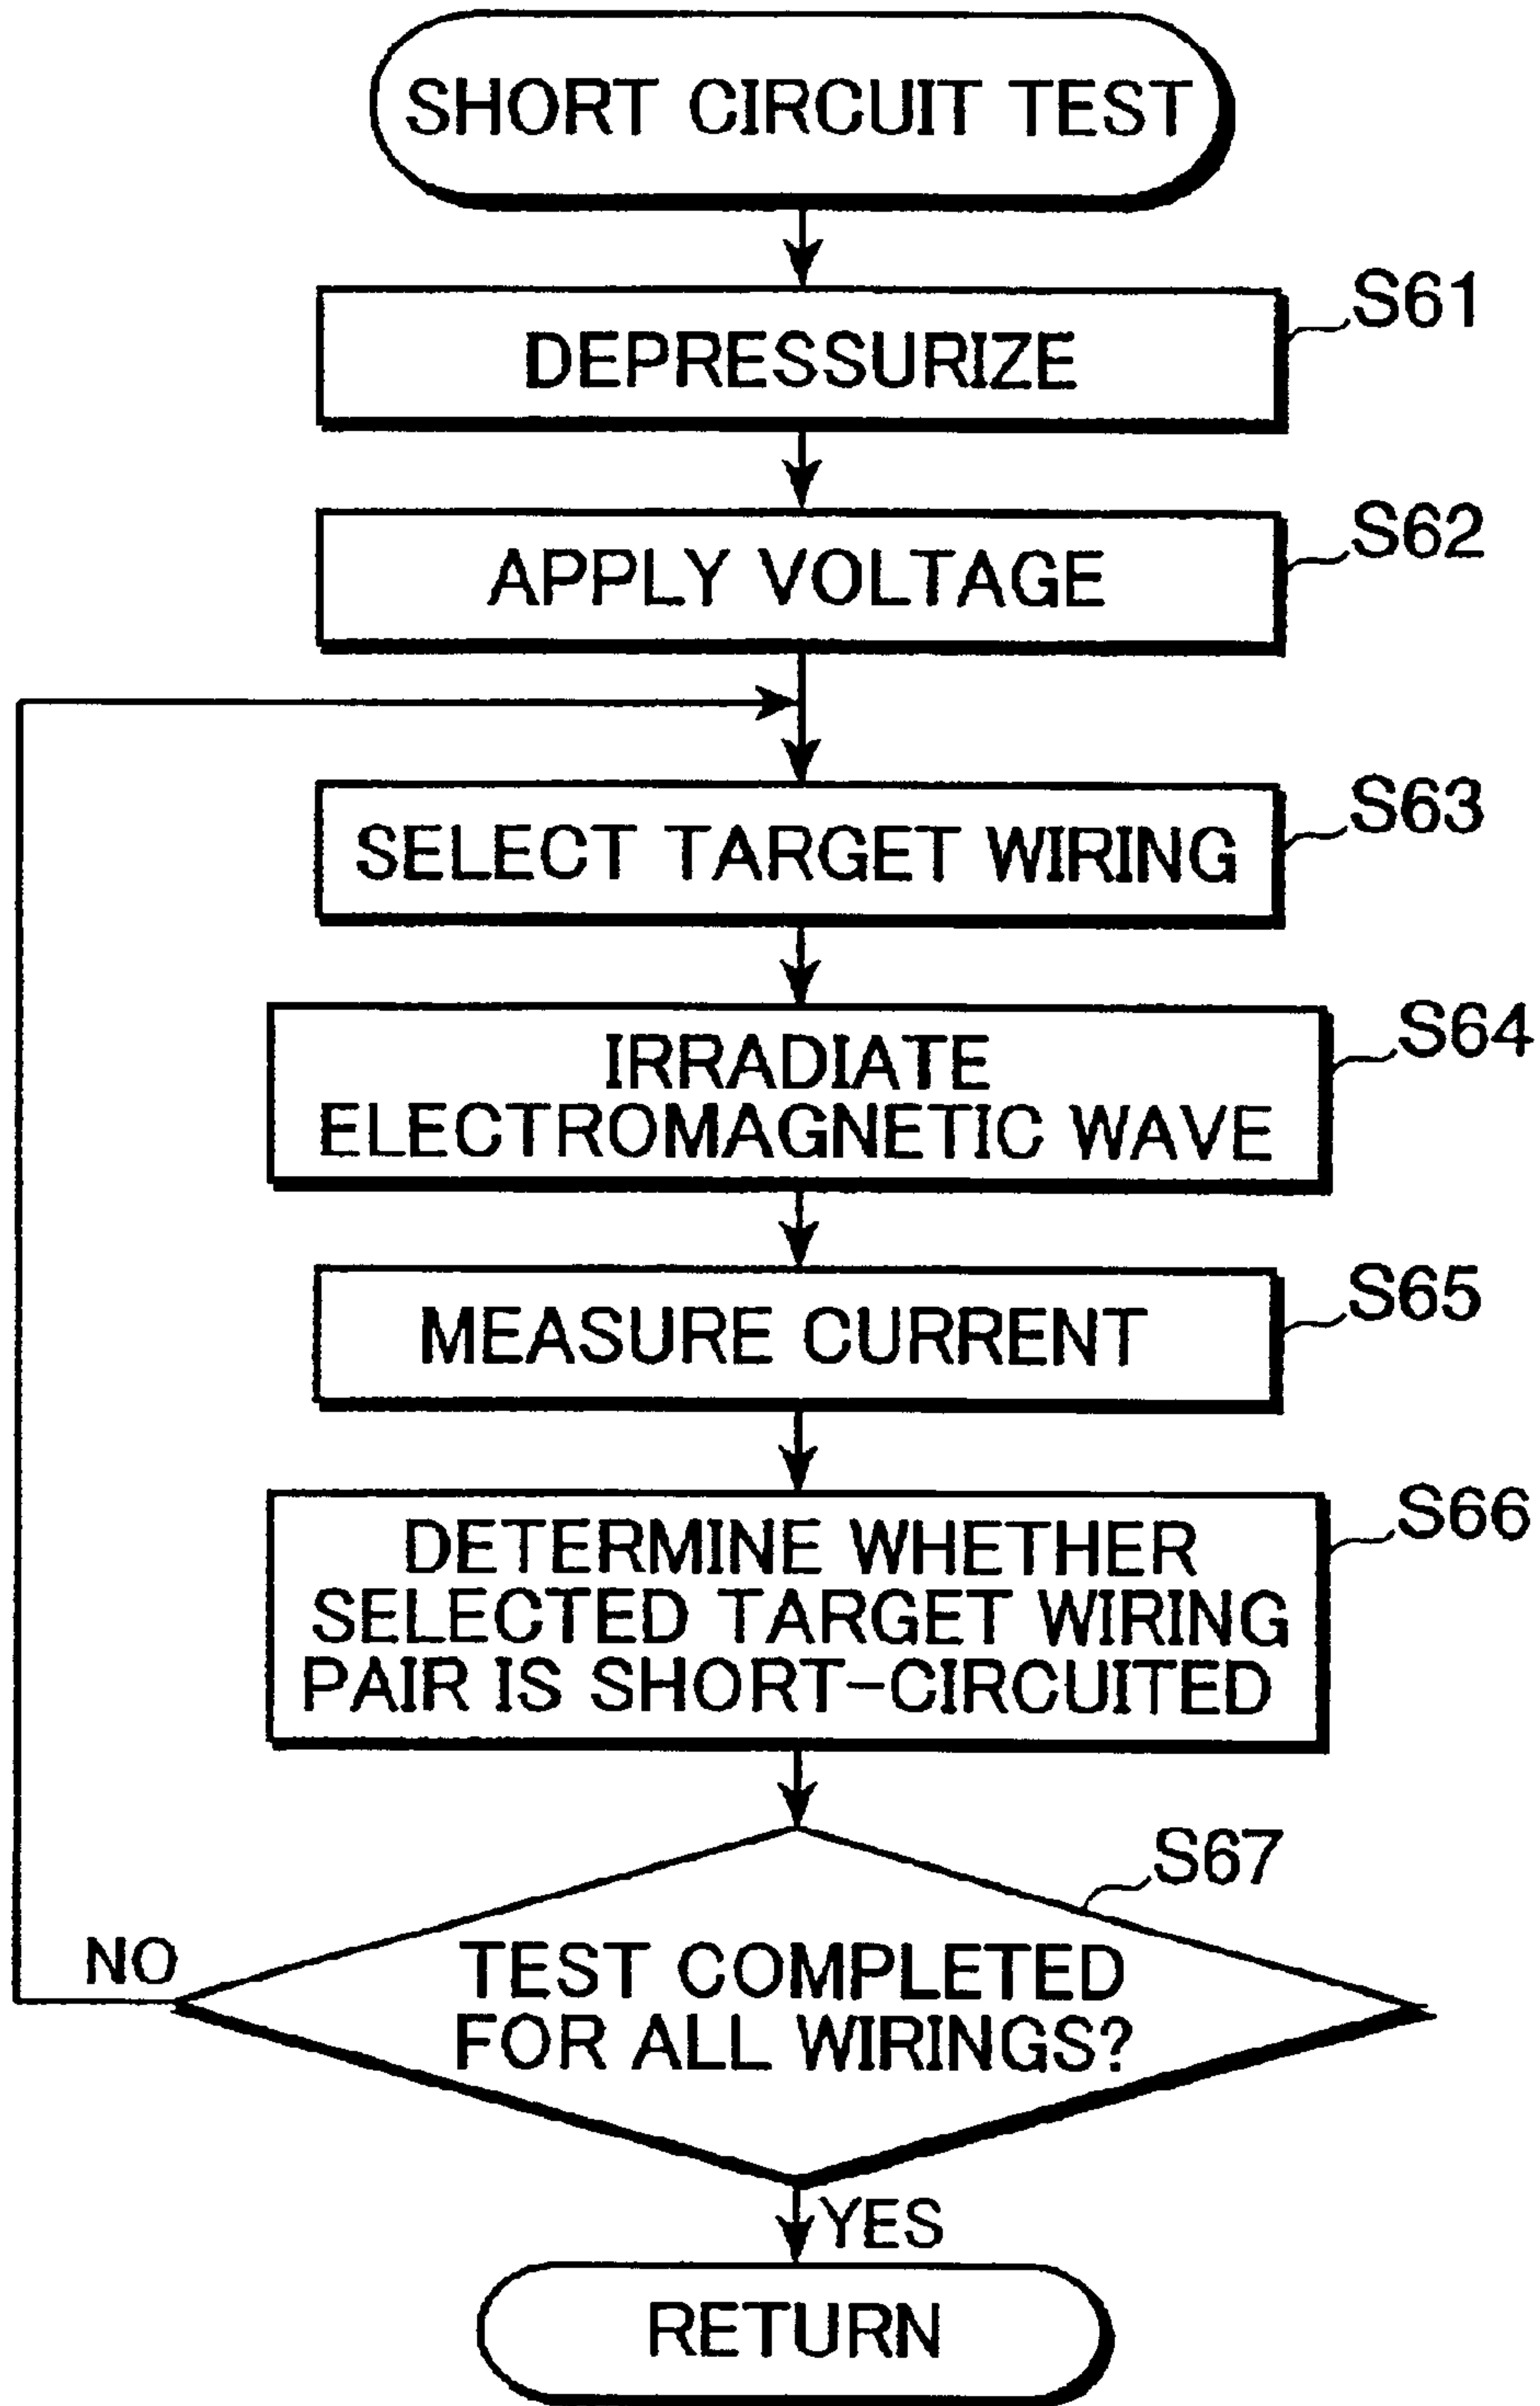 SHORT CIRCUIT TEST
S61
DEPRESSURIZE
S62
APPLY VOLTAGE
S63
SELECT TARGET WIRING
S64
IRRADIATE
ELECTROMAGNETIC WAVE
S65
MEASURE CURRENT
S66
DETERMINE WHETHER
SELECTED TARGET WIRING
PAIR IS SHORT-CIRCUITED
S67
NO
TEST COMPLETED
FOR ALL WIRINGS?
YES
RETURN